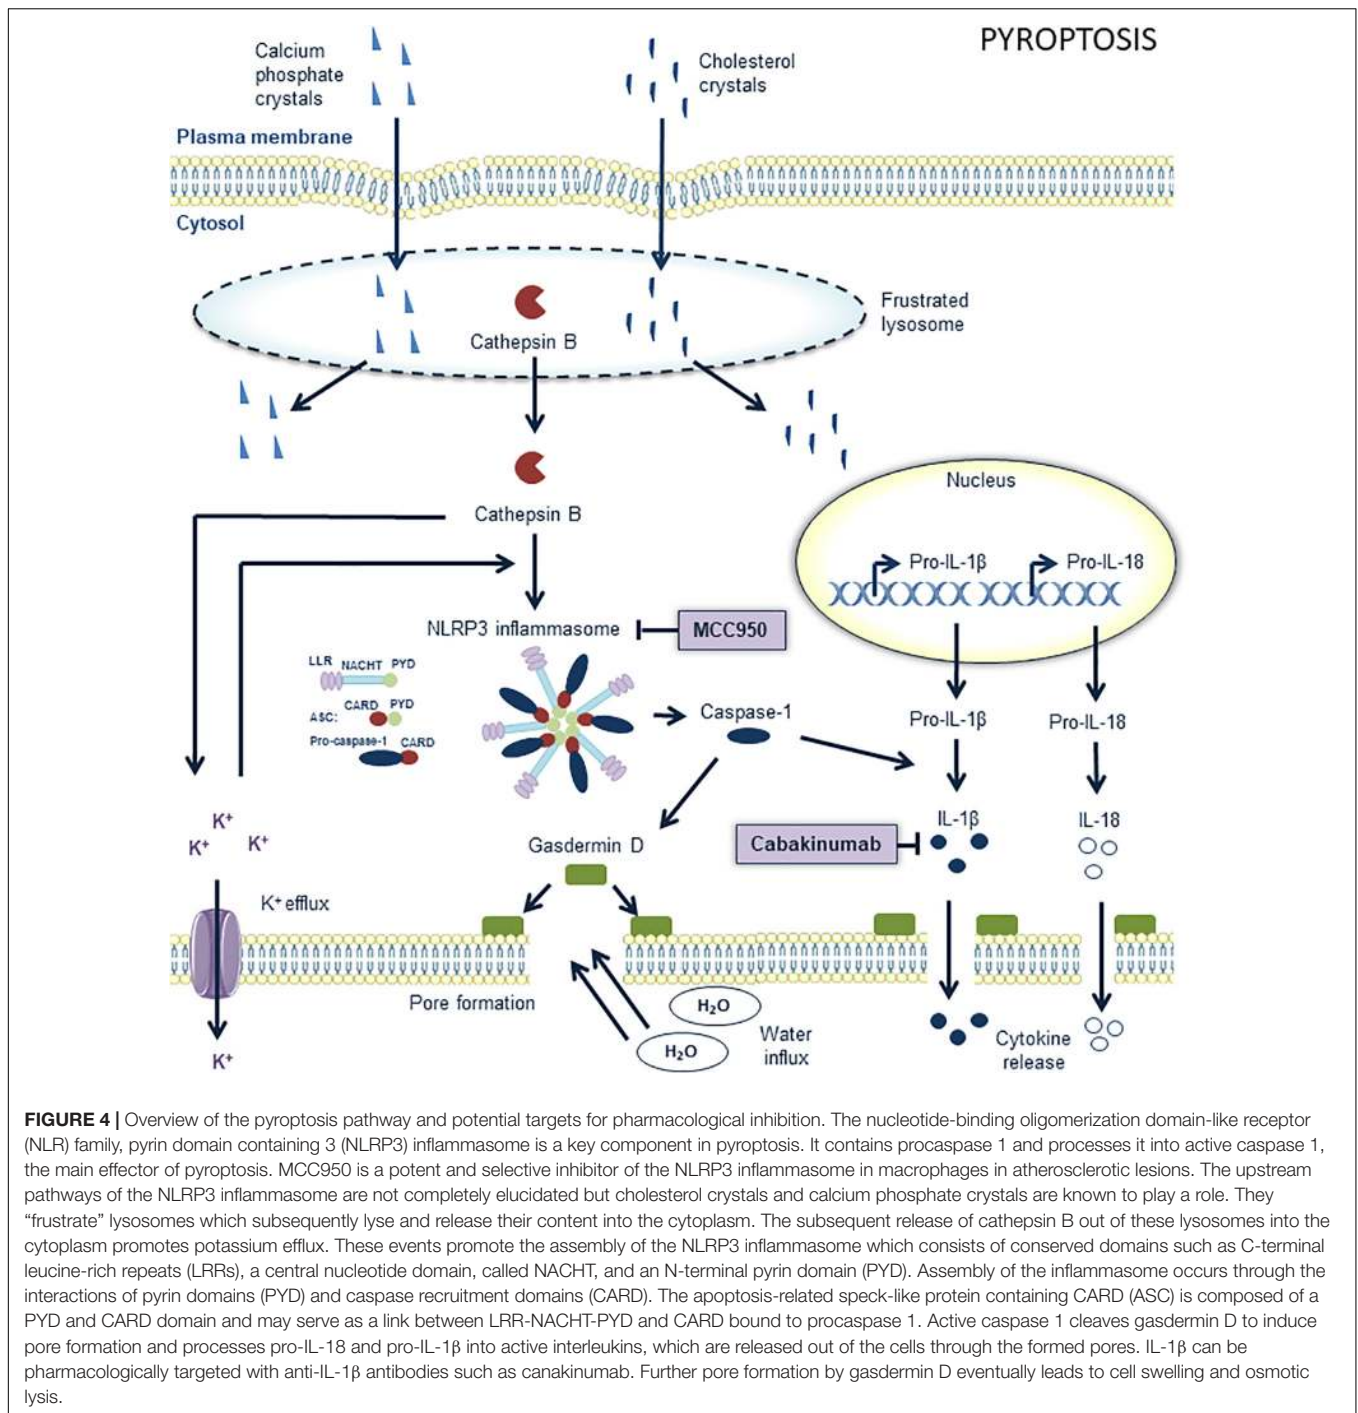 PYROPTOSIS
Calcium
phosphate
crystals
Cholesterol
crystals
Plasma membrane
Cytosol
Frustrated
lysosome
Cathepsin B
Cathepsin B
Nucleus
Pro-IL-1β
Pro-IL-18
NLRP3 inflammasome
MCC950
LLR NACHT PYD
CARD PYD
ASC:
Pro-caspase-1 CARD
Caspase-1
Pro-IL-1β
Pro-IL-18
K+
K+
K+
IL-1β
IL-18
Gasdermin D
Cabakinumab
K+ efflux
Pore formation
H2O
H2O
Water
influx
Cytokine
release
K+
FIGURE 4 | Overview of the pyroptosis pathway and potential targets for pharmacological inhibition. The nucleotide-binding oligomerization domain-like receptor
(NLR) family, pyrin domain containing 3 (NLRP3) inflammasome is a key component in pyroptosis. It contains procaspase 1 and processes it into active caspase 1,
the main effector of pyroptosis. MCC950 is a potent and selective inhibitor of the NLRP3 inflammasome in macrophages in atherosclerotic lesions. The upstream
pathways of the NLRP3 inflammasome are not completely elucidated but cholesterol crystals and calcium phosphate crystals are known to play a role. They
“frustrate” lysosomes which subsequently lyse and release their content into the cytoplasm. The subsequent release of cathepsin B out of these lysosomes into the
cytoplasm promotes potassium efflux. These events promote the assembly of the NLRP3 inflammasome which consists of conserved domains such as C-terminal
leucine-rich repeats (LRRs), a central nucleotide domain, called NACHT, and an N-terminal pyrin domain (PYD). Assembly of the inflammasome occurs through the
interactions of pyrin domains (PYD) and caspase recruitment domains (CARD). The apoptosis-related speck-like protein containing CARD (ASC) is composed of a
PYD and CARD domain and may serve as a link between LRR-NACHT-PYD and CARD bound to procaspase 1. Active caspase 1 cleaves gasdermin D to induce
pore formation and processes pro-IL-18 and pro-IL-1β into active interleukins, which are released out of the cells through the formed pores. IL-1β can be
pharmacologically targeted with anti-IL-1β antibodies such as canakinumab. Further pore formation by gasdermin D eventually leads to cell swelling and osmotic
lysis.